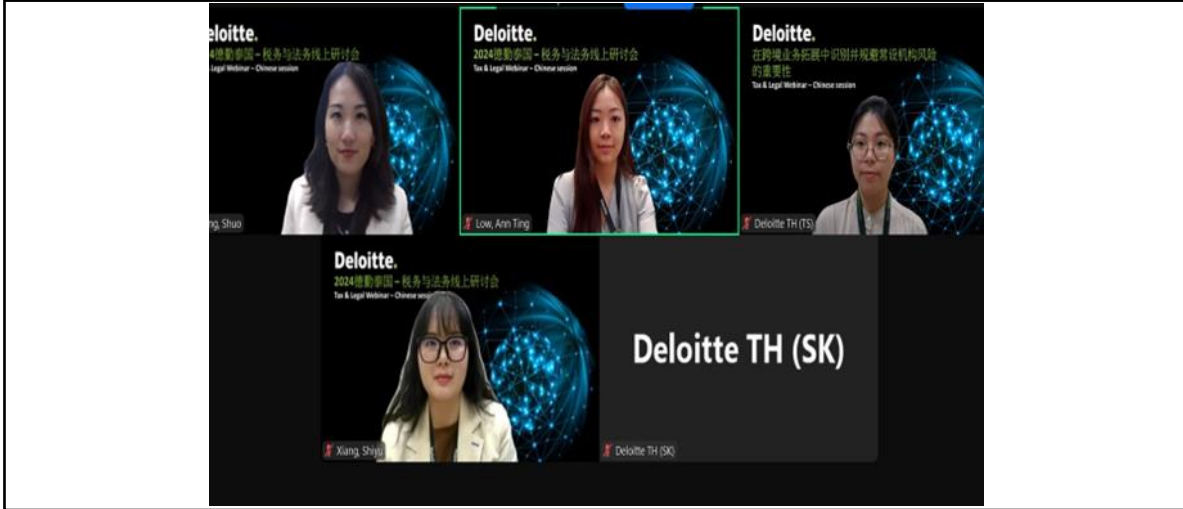 eloitte.
4德勤泰国 – 税务与法务线上研讨会
& Legal Webinar – Chinese session
ng, Shuo
Deloitte.
2024德勤泰国 – 税务与法务线上研讨会
Tax & Legal Webinar – Chinese session
Low, Ann Ting
Deloitte.
在跨境业务拓展中识别并规避常设机构风险
的重要性
Tax & Legal Webinar – Chinese session
Deloitte TH (TS)
Deloitte.
2024德勤泰国 – 税务与法务线上研讨会
Tax & Legal Webinar – Chinese sessi
Xiang, Shiyu
Deloitte TH (SK)
Deloitte TH (SK)